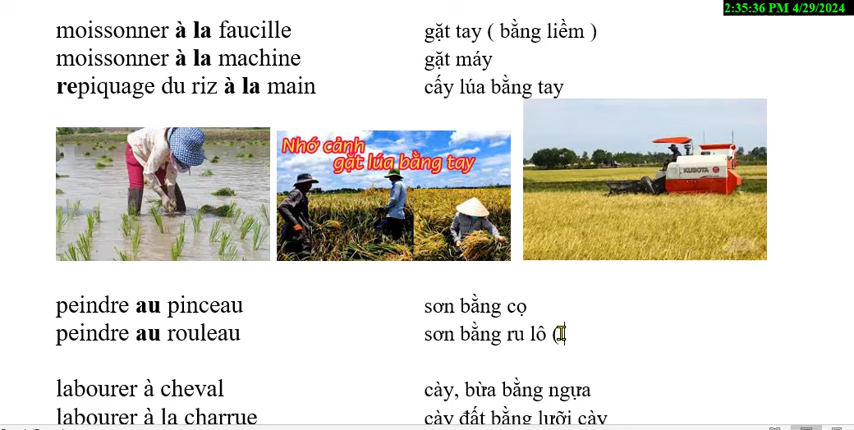 2:35:36 PM 4/29/2024
moissonner à la faucille gặt tay ( bằng liềm )
moissonner à la machine gặt máy
repiquage du riz à la main cấy lúa bằng tay
Nhớ cảnh
gặt lúa bằng tay
KUBOTA
peindre au pinceau sơn bằng cọ
peindre au rouleau sơn bằng ru lô (
labourer à cheval cày, bừa bằng ngựa
labourer à la charrue cày đất bằng lưỡi cày